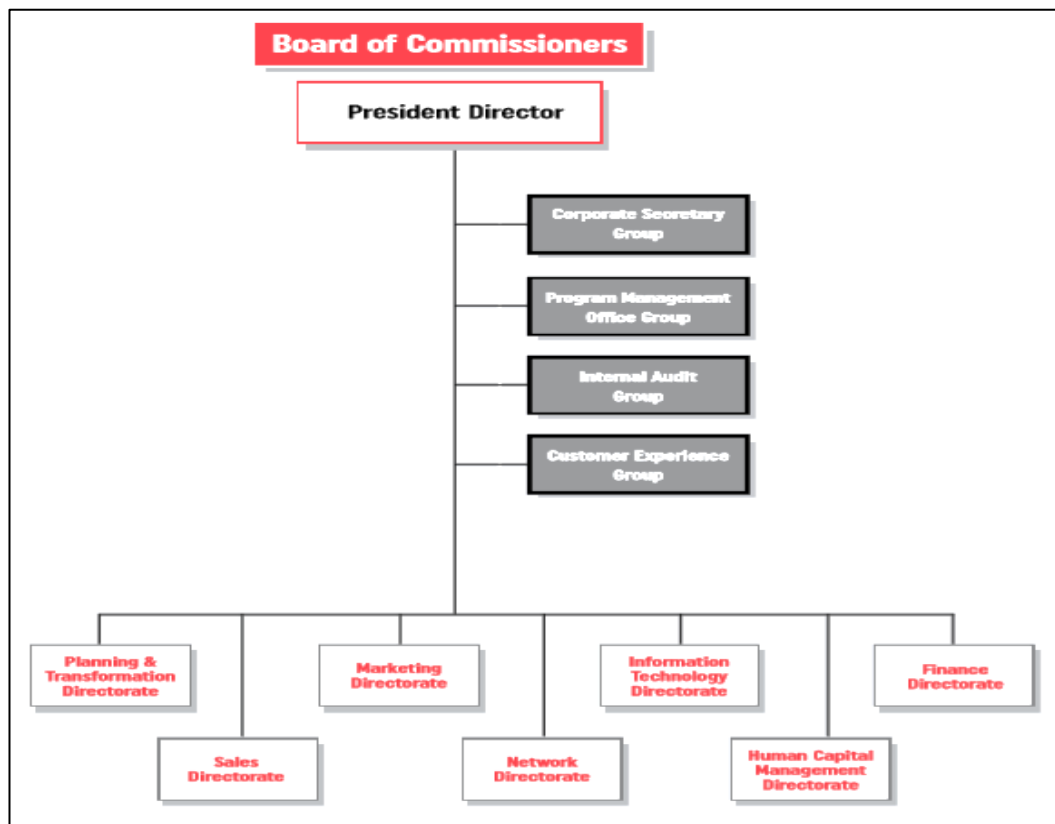 Board of Commissioners
President Director
Corporate Secretary
Group
Program Management
Office Group
Internal Audit
Group
Customer Experience
Group
Planning &
Transformation
Directorate
Marketing
Directorate
Information
Technology
Directorate
Finance
Directorate
Sales
Directorate
Network
Directorate
Human Capital
Management
Directorate